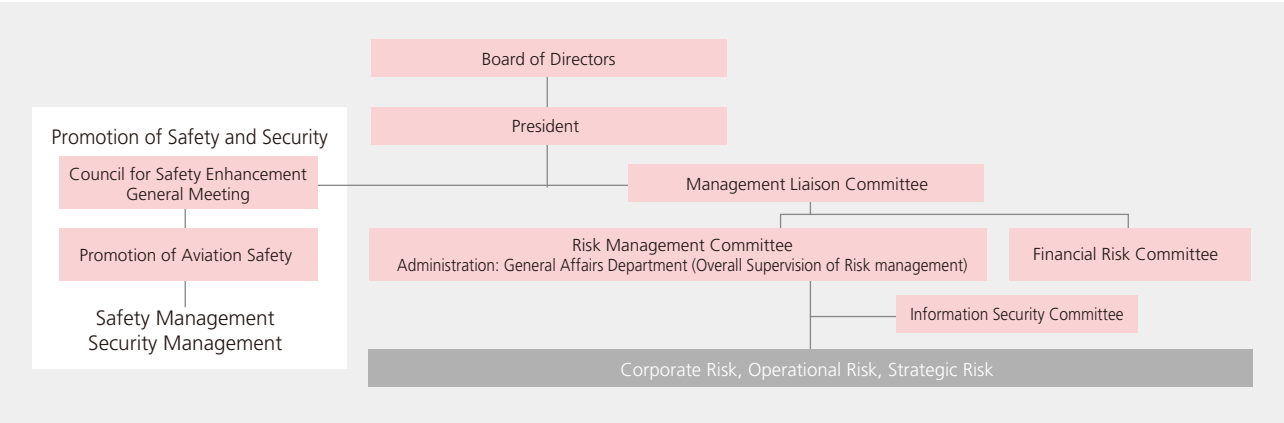 Board of Directors
President
Promotion of Safety and Security
Council for Safety Enhancement
General Meeting
Management Liaison Committee
Promotion of Aviation Safety
Risk Management Committee
Administration: General Affairs Department (Overall Supervision of Risk management)
Financial Risk Committee
Safety Management
Security Management
Information Security Committee
Corporate Risk, Operational Risk, Strategic Risk